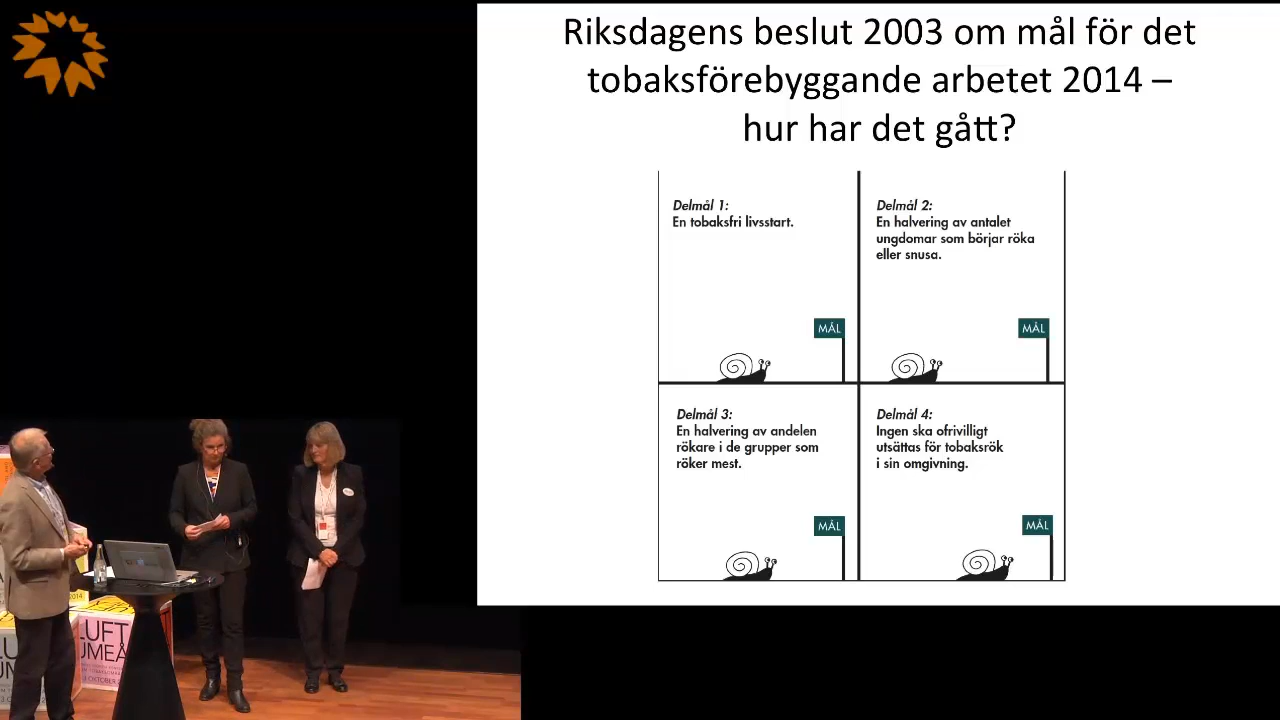 Riksdagens beslut 2003 om mål för det
tobaksförebyggande arbetet 2014 –
hur har det gått?
Delmål 1:
En tobaksfri livsstart.
MÅL
Delmål 2:
En halvering av antalet
ungdomar som börjar röka
eller snusa.
MÅL
Delmål 3:
En halvering av andelen
rökare i de grupper som
röker mest.
MÅL
Delmål 4:
Ingen ska ofrivilligt
utsättas för tobaksrök
i sin omgivning.
MÅL
2014
LUFT
UMEÅ
OKTOBER